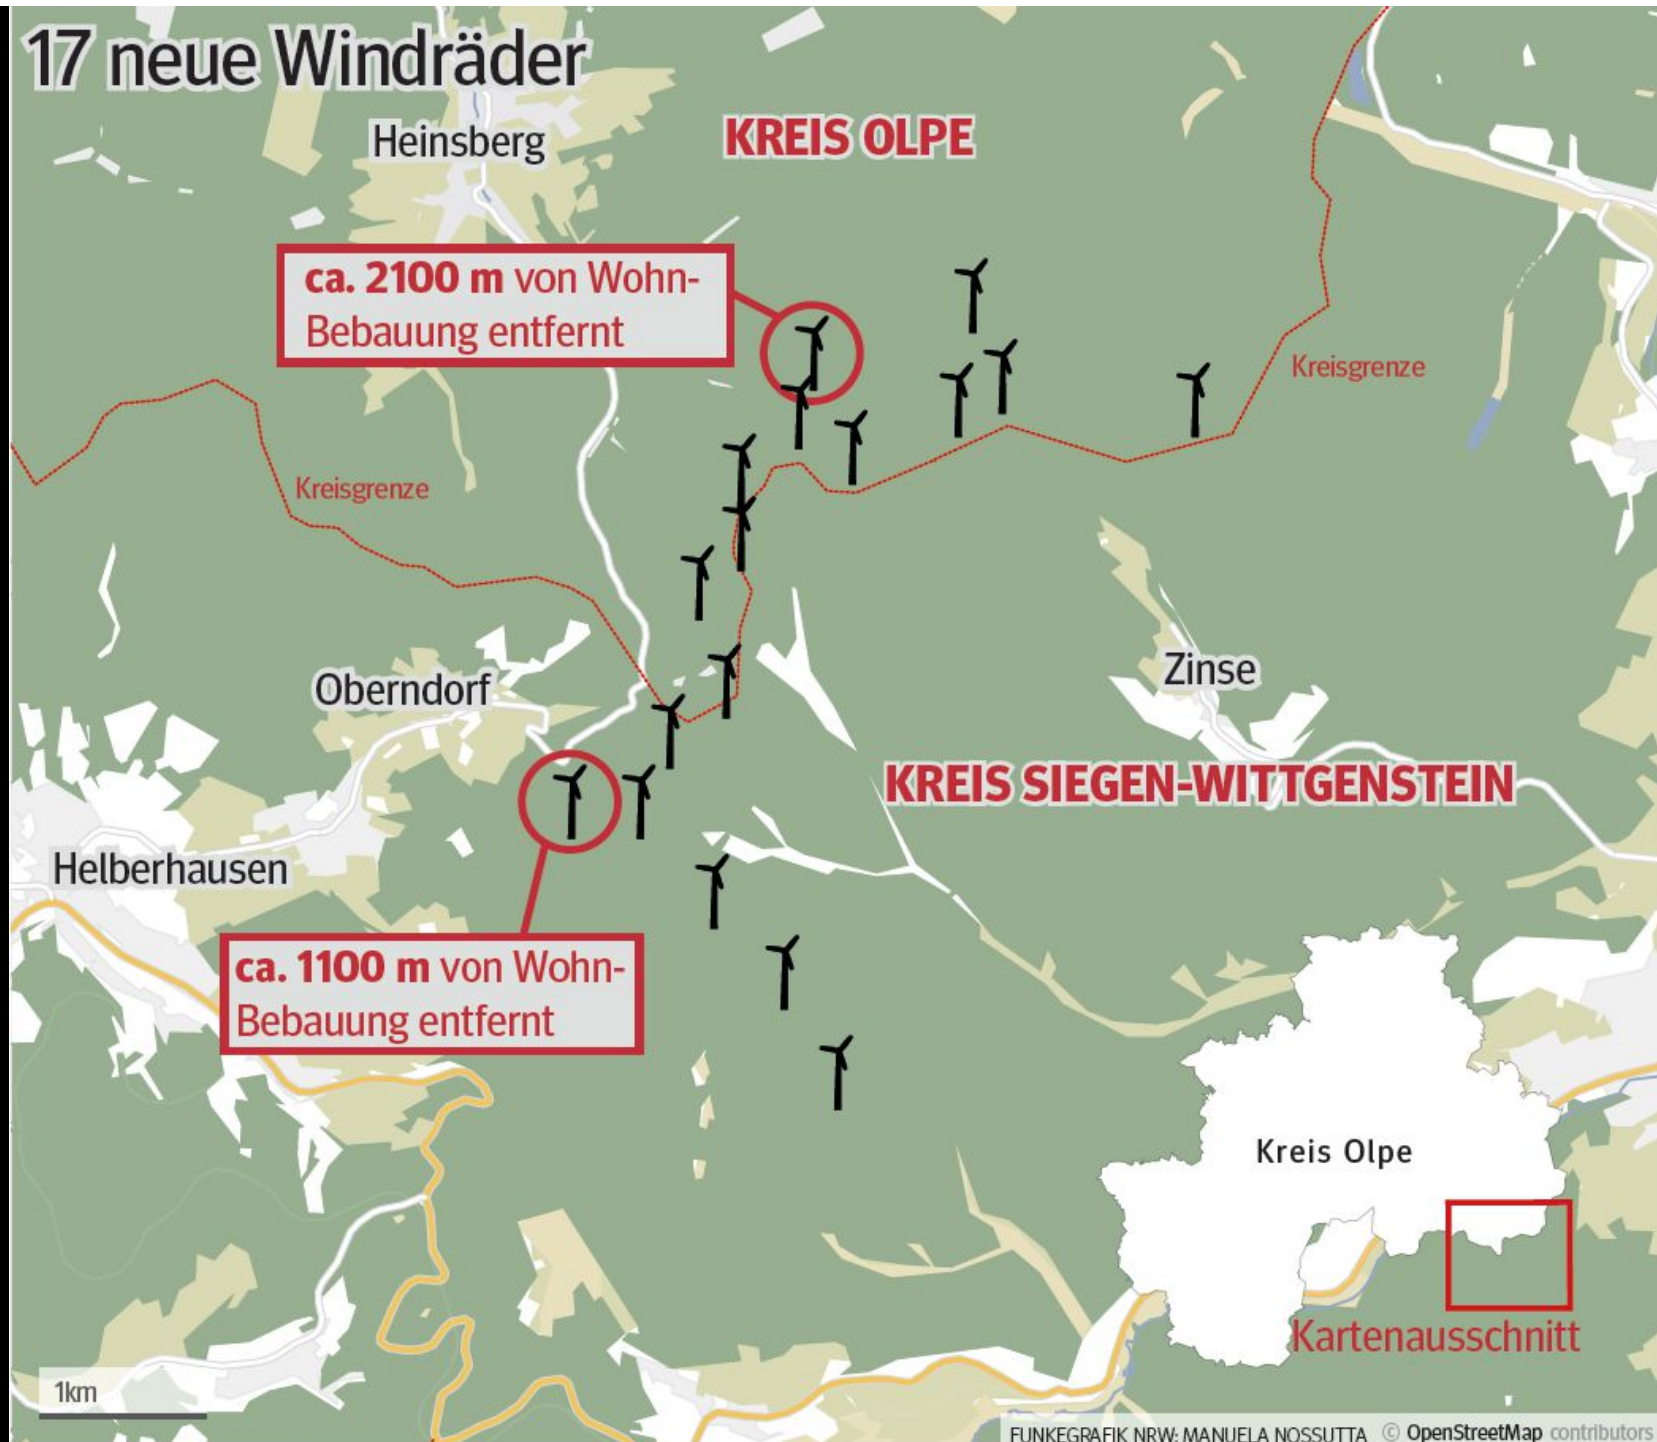 17 neue Windräder
Heinsberg
KREIS OLPE
ca. 2100 m von Wohn-
Bebauung entfernt
Kreisgrenze
Kreisgrenze
Oberndorf
Zinse
KREIS SIEGEN-WITTGENSTEIN
Helberhausen
ca. 1100 m von Wohn-
Bebauung entfernt
Kreis Olpe
Kartenausschnitt
1km
FUNKEGRAFIK NRW: MANUELA NOSSUTTA © OpenStreetMap contributors